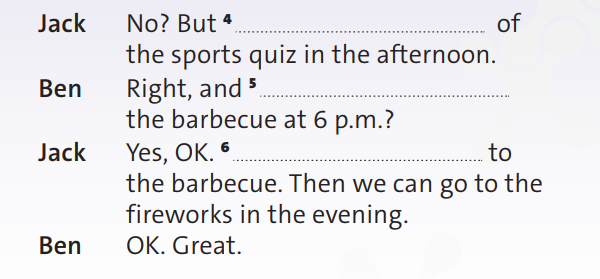 Jack No? But 4 ........................................ of
the sports quiz in the afternoon.
Ben Right, and 5 ........................................
the barbecue at 6 p.m.?
Jack Yes, OK. 6 ........................................ to
the barbecue. Then we can go to the
fireworks in the evening.
Ben OK. Great.